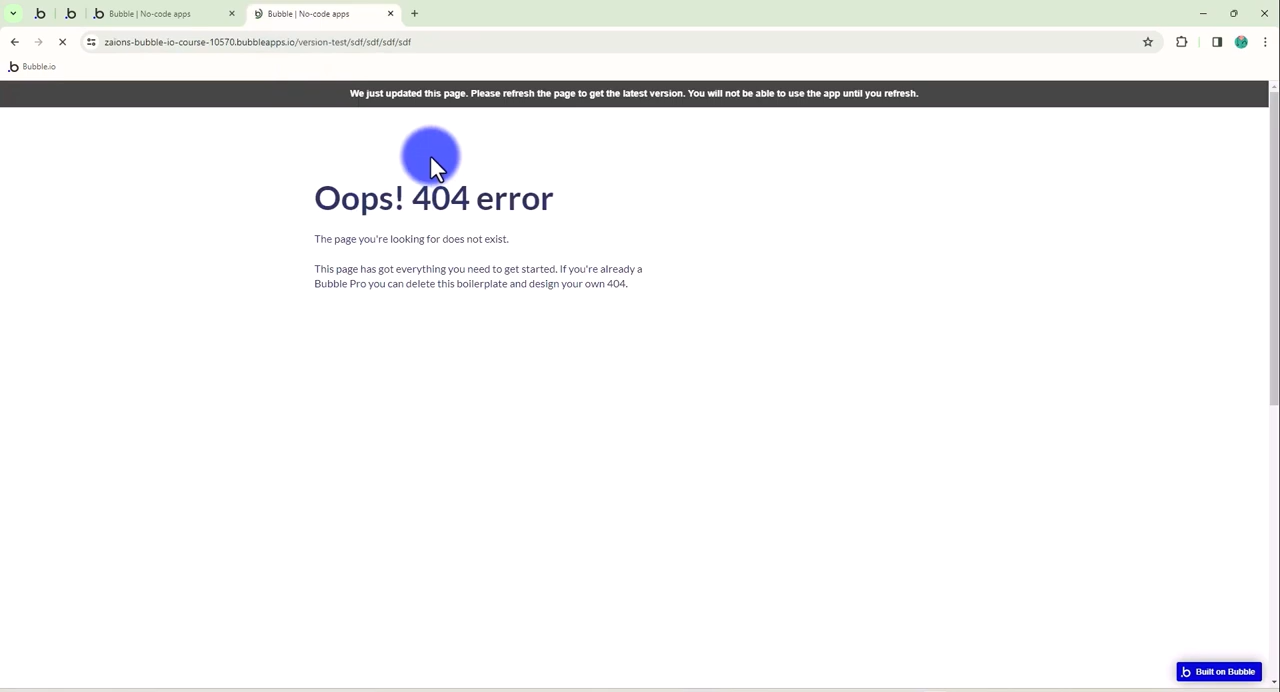 Bubble | No-code apps
Bubble | No-code apps
zaions-bubble-io-course-10570.bubbleapps.io/version-test/sdf/sdf/sdf/sdf
Bubble.io
We just updated this page. Please refresh the page to get the latest version. You will not be able to use the app until you refresh.
Oops! 404 error
The page you're looking for does not exist.
This page has got everything you need to get started. If you're already a
Bubble Pro you can delete this boilerplate and design your own 404.
Built on Bubble